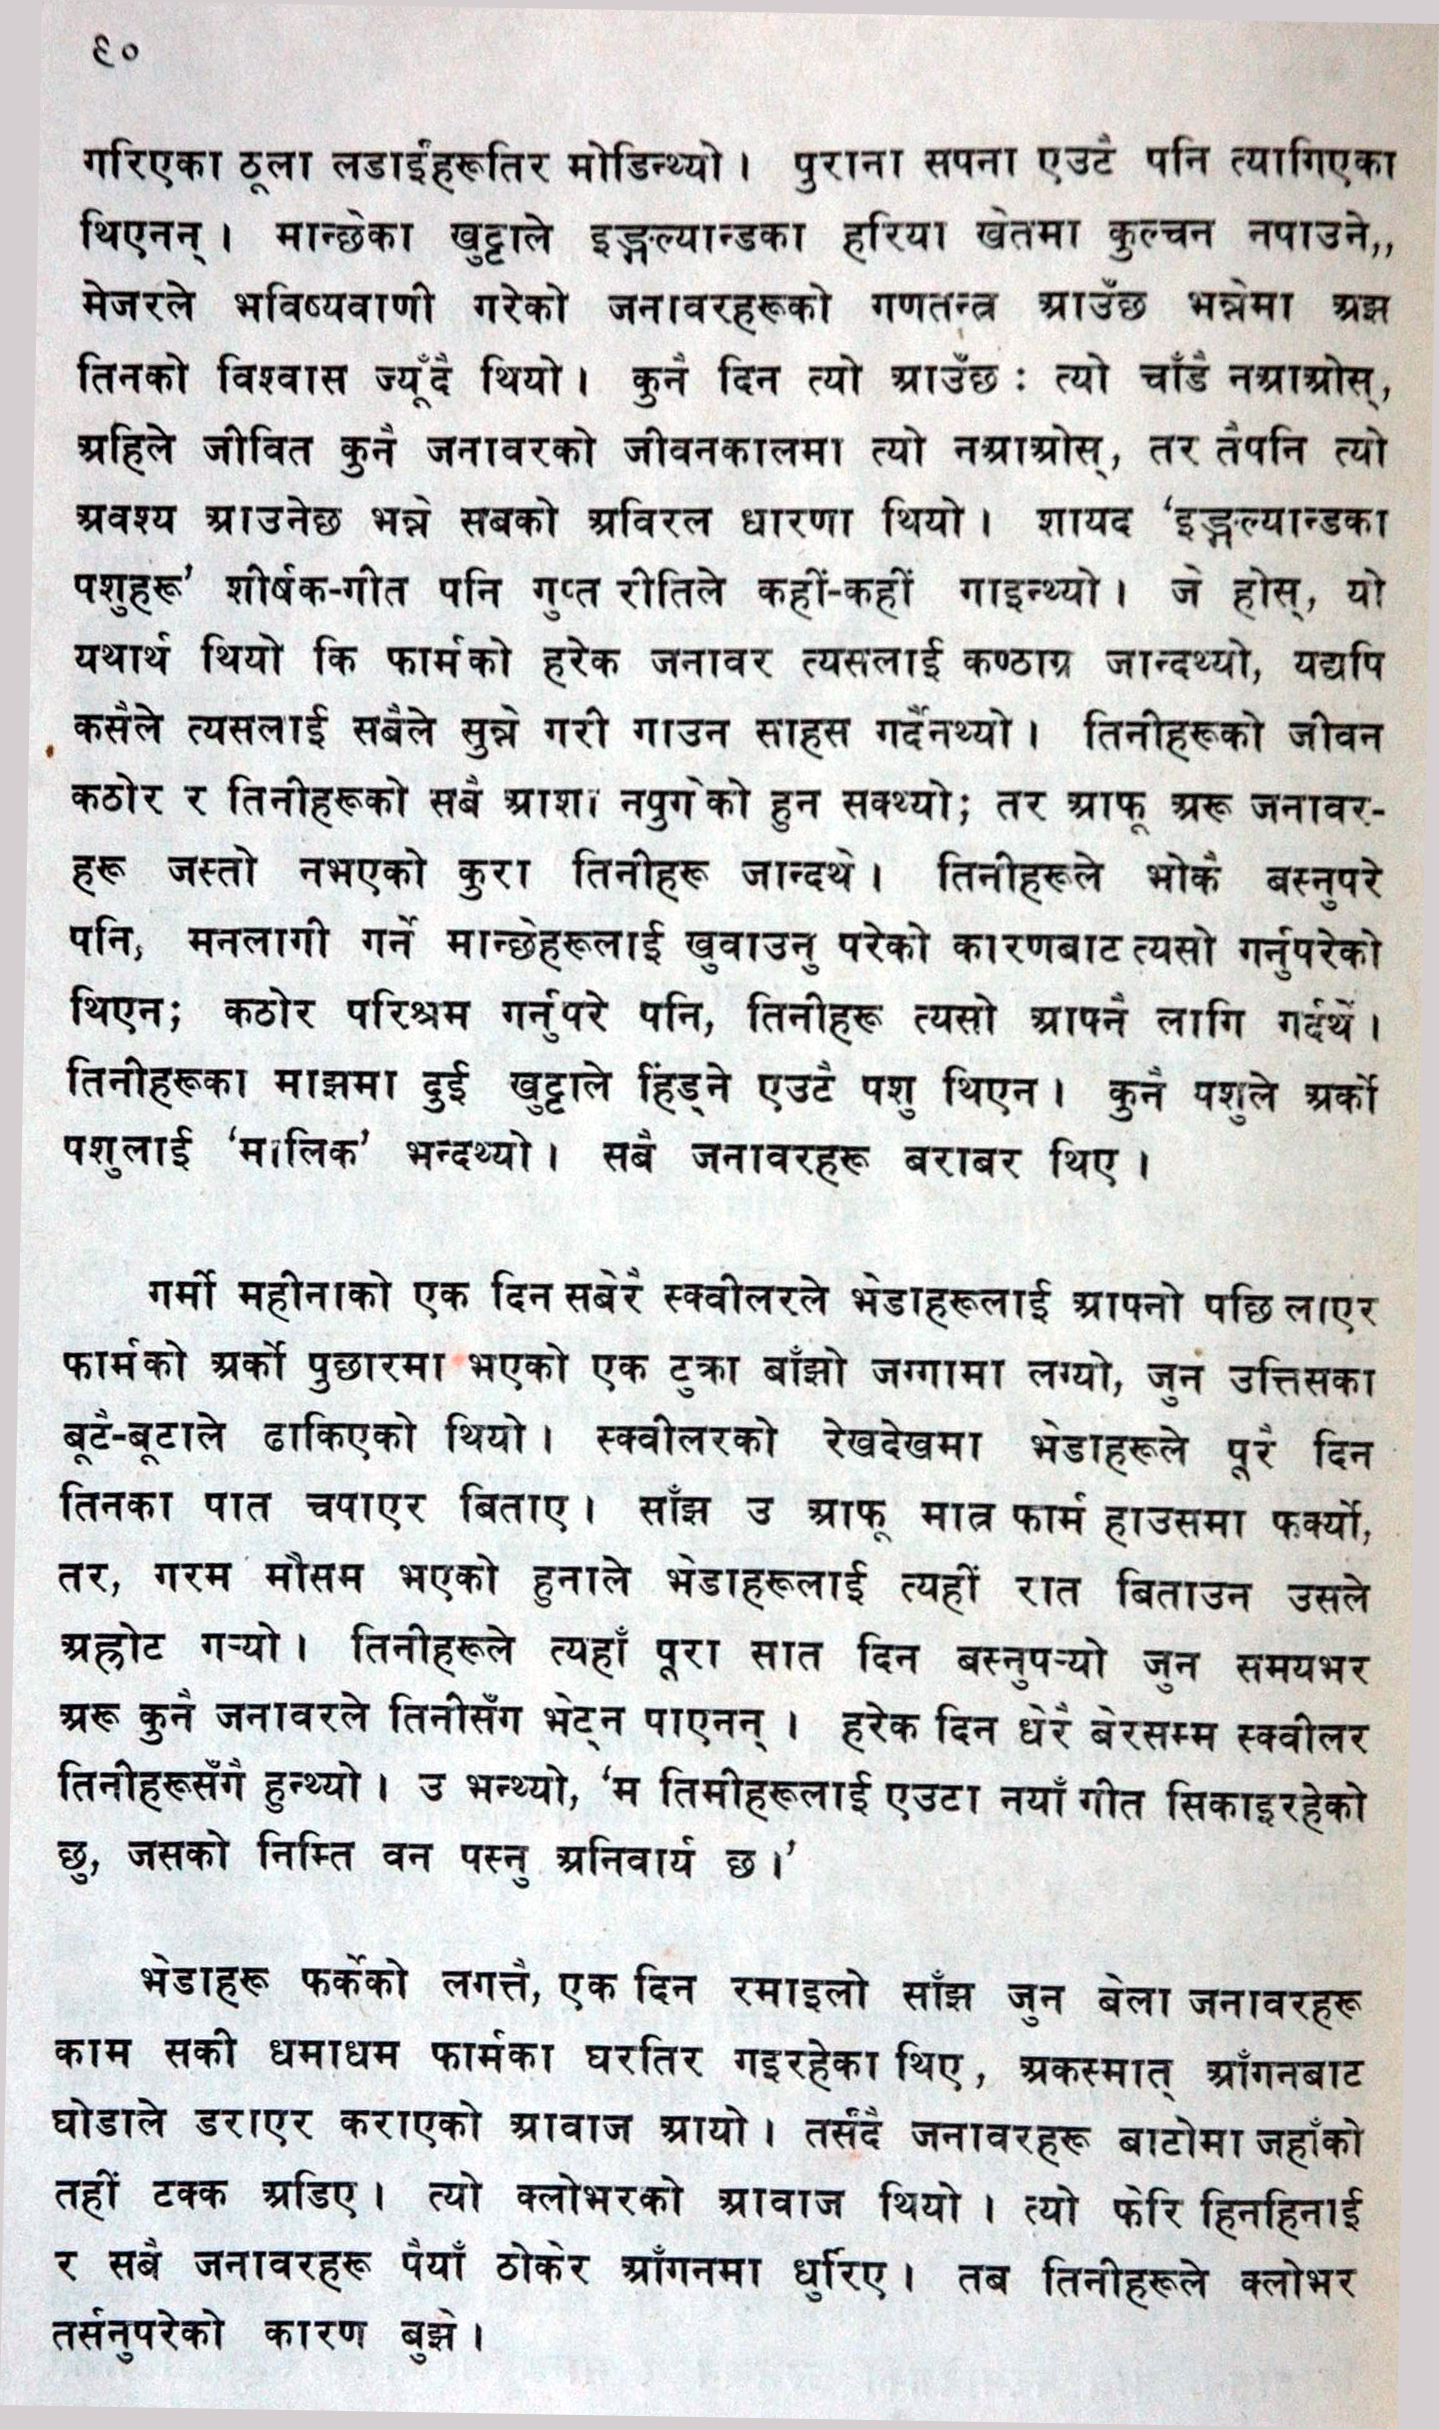 ९०
गरिएका ठूला लडाईंहरूतिर मोडिन्थ्यो। पुराना सपना एउटै पनि त्यागिएका
थिएनन्। मान्छेका खुट्टाले इङ्गल्यान्डका हरिया खेतमा कुल्चन नपाउने,,
मेजरले भविष्यवाणी गरेको जनावरहरूको गणतन्त्र आउँछ भन्नेमा अझ
तिनको विश्वास ज्यूँदै थियो। कुनै दिन त्यो आउँछ : त्यो चाँडै नआओस्,
अहिले जीवित कुनै जनावरको जीवनकालमा त्यो नआओस्, तर तैपनि त्यो
अवश्य आउनेछ भन्ने सबको अविरल धारणा थियो। शायद ‘इङ्गल्यान्डका
पशुहरू’ शीर्षक-गीत पनि गुप्त रीतिले कहीं-कहीं गाइन्थ्यो। जे होस्, यो
यथार्थ थियो कि फार्मको हरेक जनावर त्यसलाई कण्ठाग्र जान्दथ्यो, यद्यपि
कसैले त्यसलाई सबैले सुन्ने गरी गाउन साहस गर्दैनथ्यो। तिनीहरूको जीवन
कठोर र तिनीहरूको सबै आशा नपुगेको हुन सक्थ्यो; तर आफू अरू जनावर-
हरू जस्तो नभएको कुरा तिनीहरू जान्दथे। तिनीहरूले भोकै बस्नुपरे
पनि, मनलागी गर्ने मान्छेहरूलाई खुवाउनु परेको कारणबाट त्यसो गर्नुपरेको
थिएन; कठोर परिश्रम गर्नुपरे पनि, तिनीहरू त्यसो आफ्नै लागि गर्दथें।
तिनीहरूका माझमा दुई खुट्टाले हिंड्ने एउटै पशु थिएन। कुनै पशुले अर्को
पशुलाई ‘मालिक’ भन्दथ्यो। सबै जनावरहरू बराबर थिए।
गर्मी महीनाको एक दिन सबेरै स्क्वीलरले भेडाहरूलाई आफ्नो पछि लाएर
फार्मको अर्को पुछारमा भएको एक टुक्रा बाँझो जग्गामा लग्यो, जुन उत्तिसका
बूटै-बूटाले ढाकिएको थियो। स्क्वीलरको रेखदेखमा भेडाहरूले पूरै दिन
तिनका पात चपाएर बिताए। साँझ उ आफू मात्र फार्म हाउसमा फर्क्यो,
तर, गरम मौसम भएको हुनाले भेडाहरूलाई त्यहीं रात बिताउन उसले
अह्रोट गऱ्यो। तिनीहरूले त्यहाँ पूरा सात दिन बस्नुपऱ्यो जुन समयभर
अरू कुनै जनावरले तिनीसँग भेट्न पाएनन्। हरेक दिन धेरै बेरसम्म स्क्वीलर
तिनीहरूसँगै हुन्थ्यो। उ भन्थ्यो, ‘म तिमीहरूलाई एउटा नयाँ गीत सिकाइरहेको
छु, जसको निम्ति वन पस्नु अनिवार्य छ।’
भेडाहरू फर्केको लगत्तै, एक दिन रमाइलो साँझ जुन बेला जनावरहरू
काम सकी धमाधम फार्मका घरतिर गइरहेका थिए, अकस्मात् आँगनबाट
घोडाले डराएर कराएको आवाज आयो। तर्सदै जनावरहरू बाटोमा जहाँको
तहीं टक्क अडिए। त्यो क्लोभरको आवाज थियो। त्यो फेरि हिनहिनाई
र सबै जनावरहरू पैयाँ ठोकेर आँगनमा धुरिए। तब तिनीहरूले क्लोभर
तर्सनुपरेको कारण बुझे।